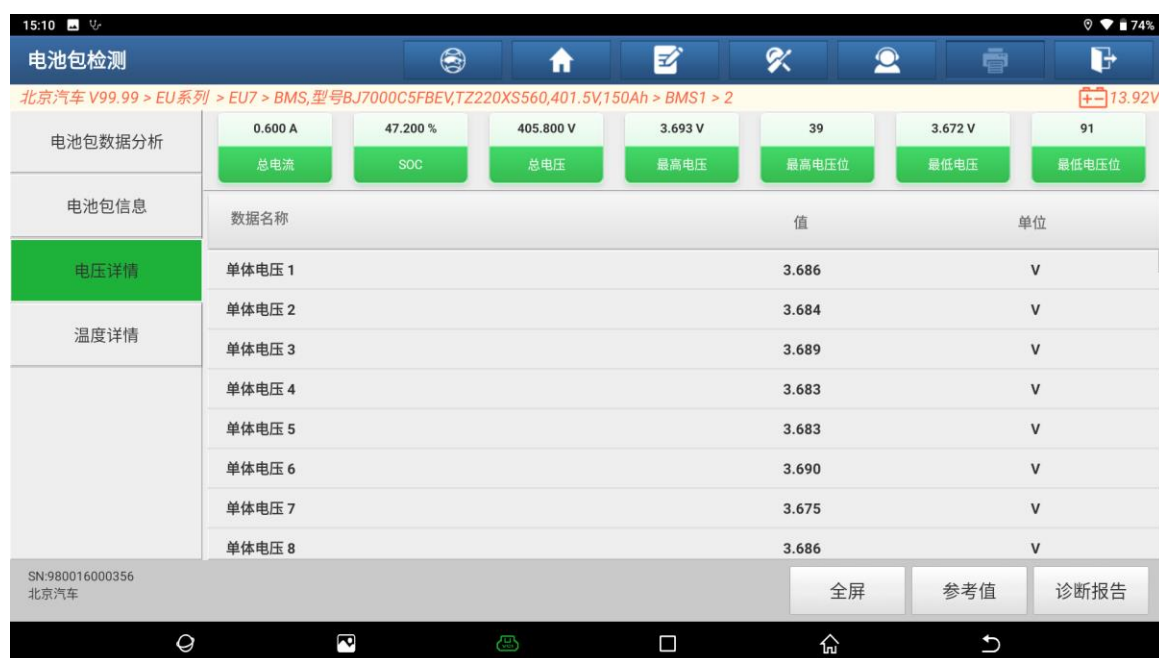 15:10
74%
电池包检测
北京汽车 V99.99 > EU系列 > EU7 > BMS,型号BJ7000C5FBEV,TZ220XS560,401.5V,150Ah > BMS1 > 2
13.92V
电池包数据分析
电池包信息
电压详情
温度详情
0.600 A
47.200 %
405.800 V
3.693 V
39
3.672 V
91
总电流
SOC
总电压
最高电压
最高电压位
最低电压
最低电压位
数据名称 值 单位
单体电压 1 3.686 V
单体电压 2 3.684 V
单体电压 3 3.689 V
单体电压 4 3.683 V
单体电压 5 3.683 V
单体电压 6 3.690 V
单体电压 7 3.675 V
单体电压 8 3.686 V
SN:980016000356
北京汽车
全屏
参考值
诊断报告